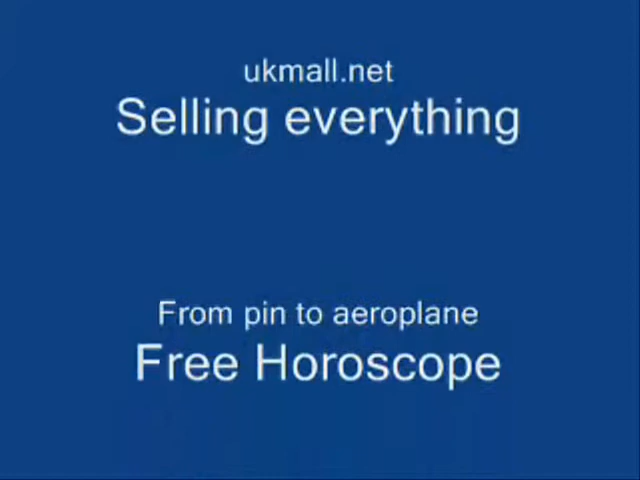 ukmall.net
Selling everything
From pin to aeroplane
Free Horoscope